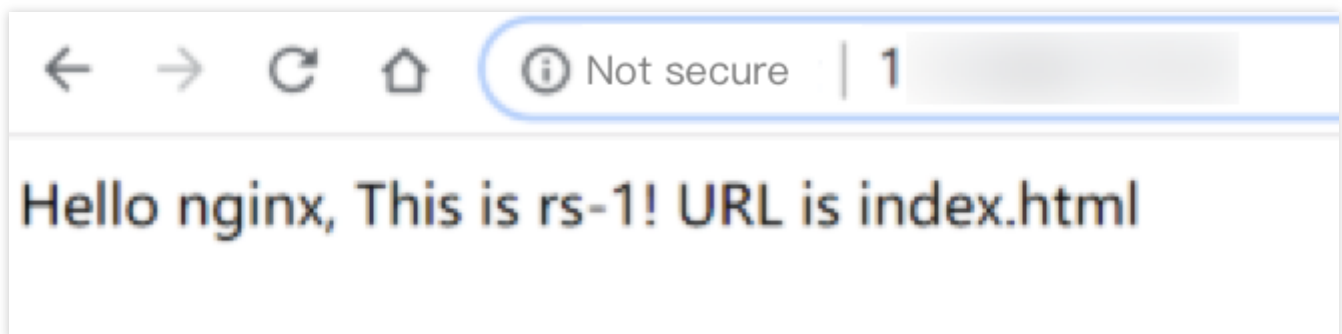 Not secure | 1
Hello nginx, This is rs-1! URL is index.html